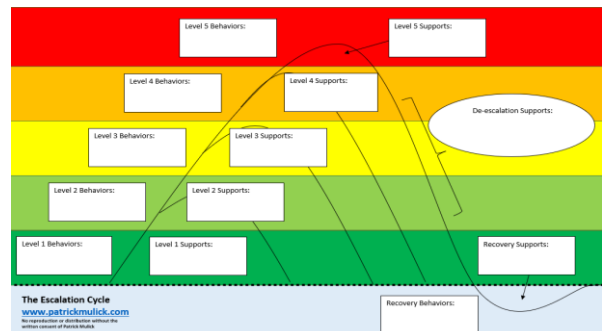 Level 5 Behaviors:
Level 5 Supports:
Level 4 Behaviors:
Level 4 Supports:
De-escalation Supports:
Level 3 Behaviors:
Level 3 Supports:
Level 2 Behaviors:
Level 2 Supports:
Level 1 Behaviors:
Level 1 Supports:
Recovery Supports:
The Escalation Cycle
www.patrickmulick.com
No reproduction or distribution without the
written consent of Patrick Mulick
Recovery Behaviors: